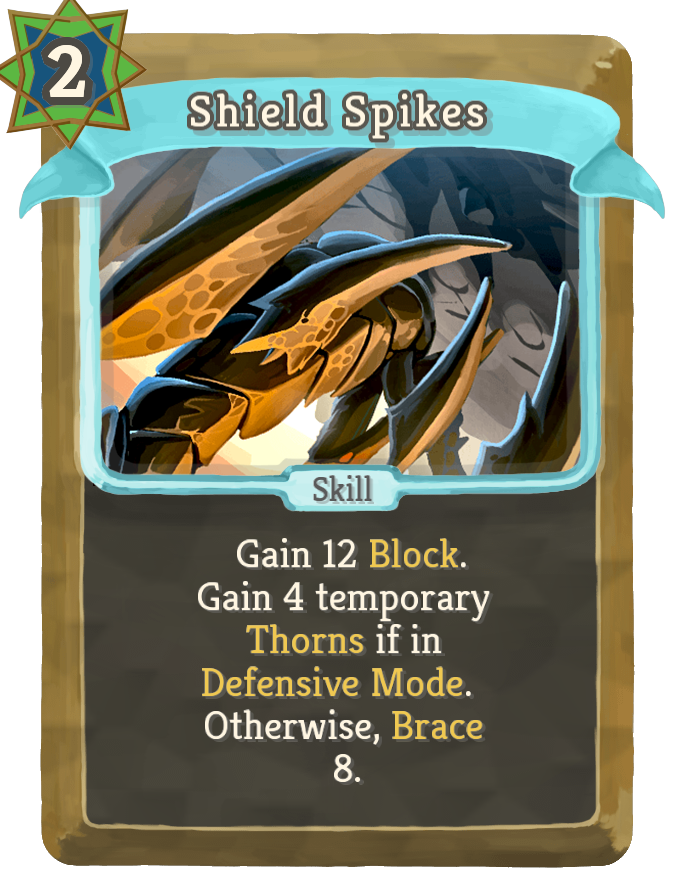 2
Shield Spikes
Skill
Gain 12 Block.
Gain 4 temporary
Thorns if in
Defensive Mode.
Otherwise, Brace
8.